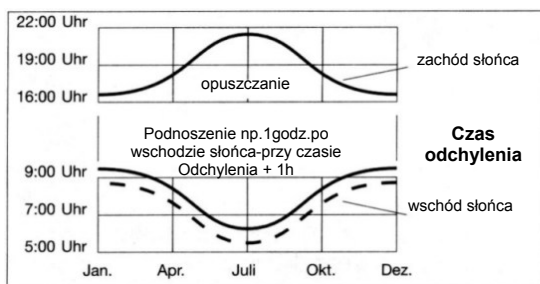 22:00 Uhr
19:00 Uhr
16:00 Uhr
opuszczanie
zachód słońca
Podnoszenie np.1godz.po
wschodzie słońca-przy czasie
Odchylenia + 1h
Czas
odchylenia
9:00 Uhr
7:00 Uhr
5:00 Uhr
wschód słońca
Jan. Apr. Juli Okt. Dez.